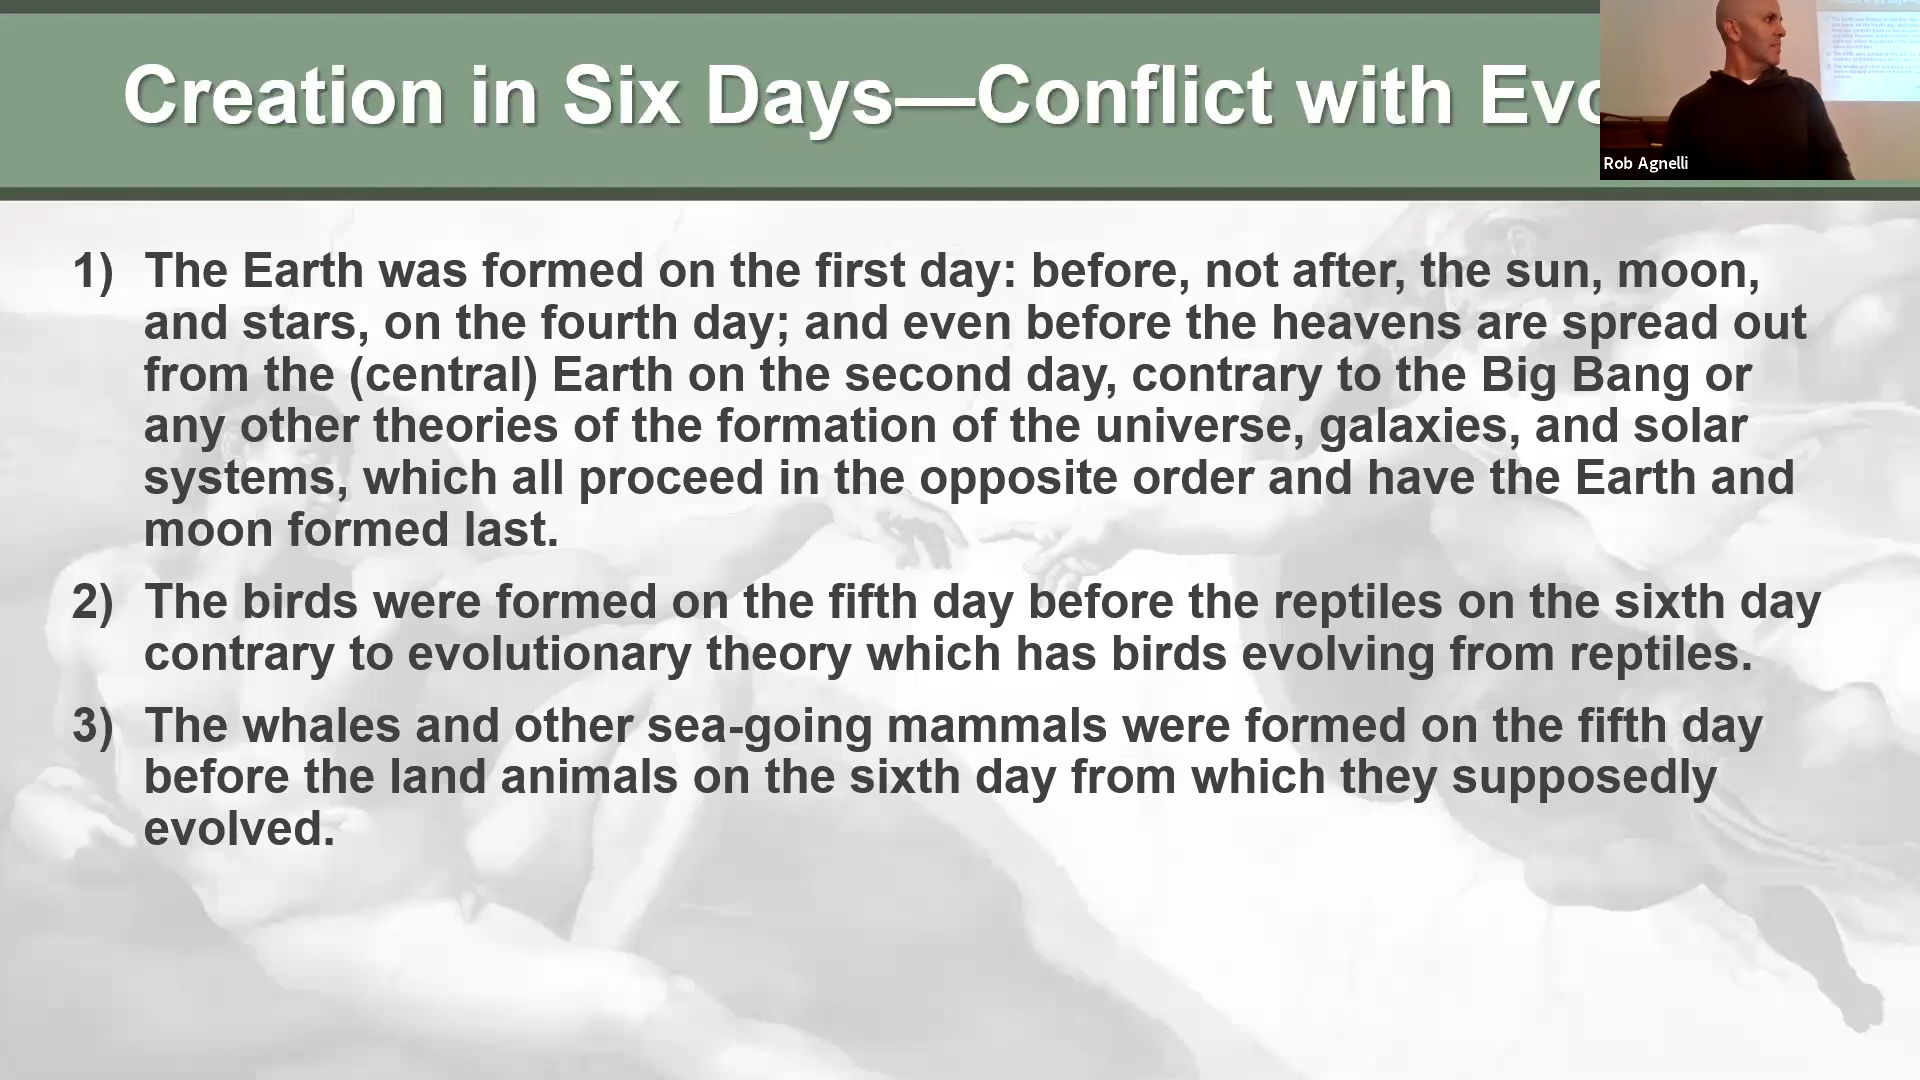 Creation in Six Days—Conflict with Evo
Rob Agnelli
1) The Earth was formed on the first day: before, not after, the sun, moon,
and stars, on the fourth day; and even before the heavens are spread out
from the (central) Earth on the second day, contrary to the Big Bang or
any other theories of the formation of the universe, galaxies, and solar
systems, which all proceed in the opposite order and have the Earth and
moon formed last.
2) The birds were formed on the fifth day before the reptiles on the sixth day
contrary to evolutionary theory which has birds evolving from reptiles.
3) The whales and other sea-going mammals were formed on the fifth day
before the land animals on the sixth day from which they supposedly
evolved.